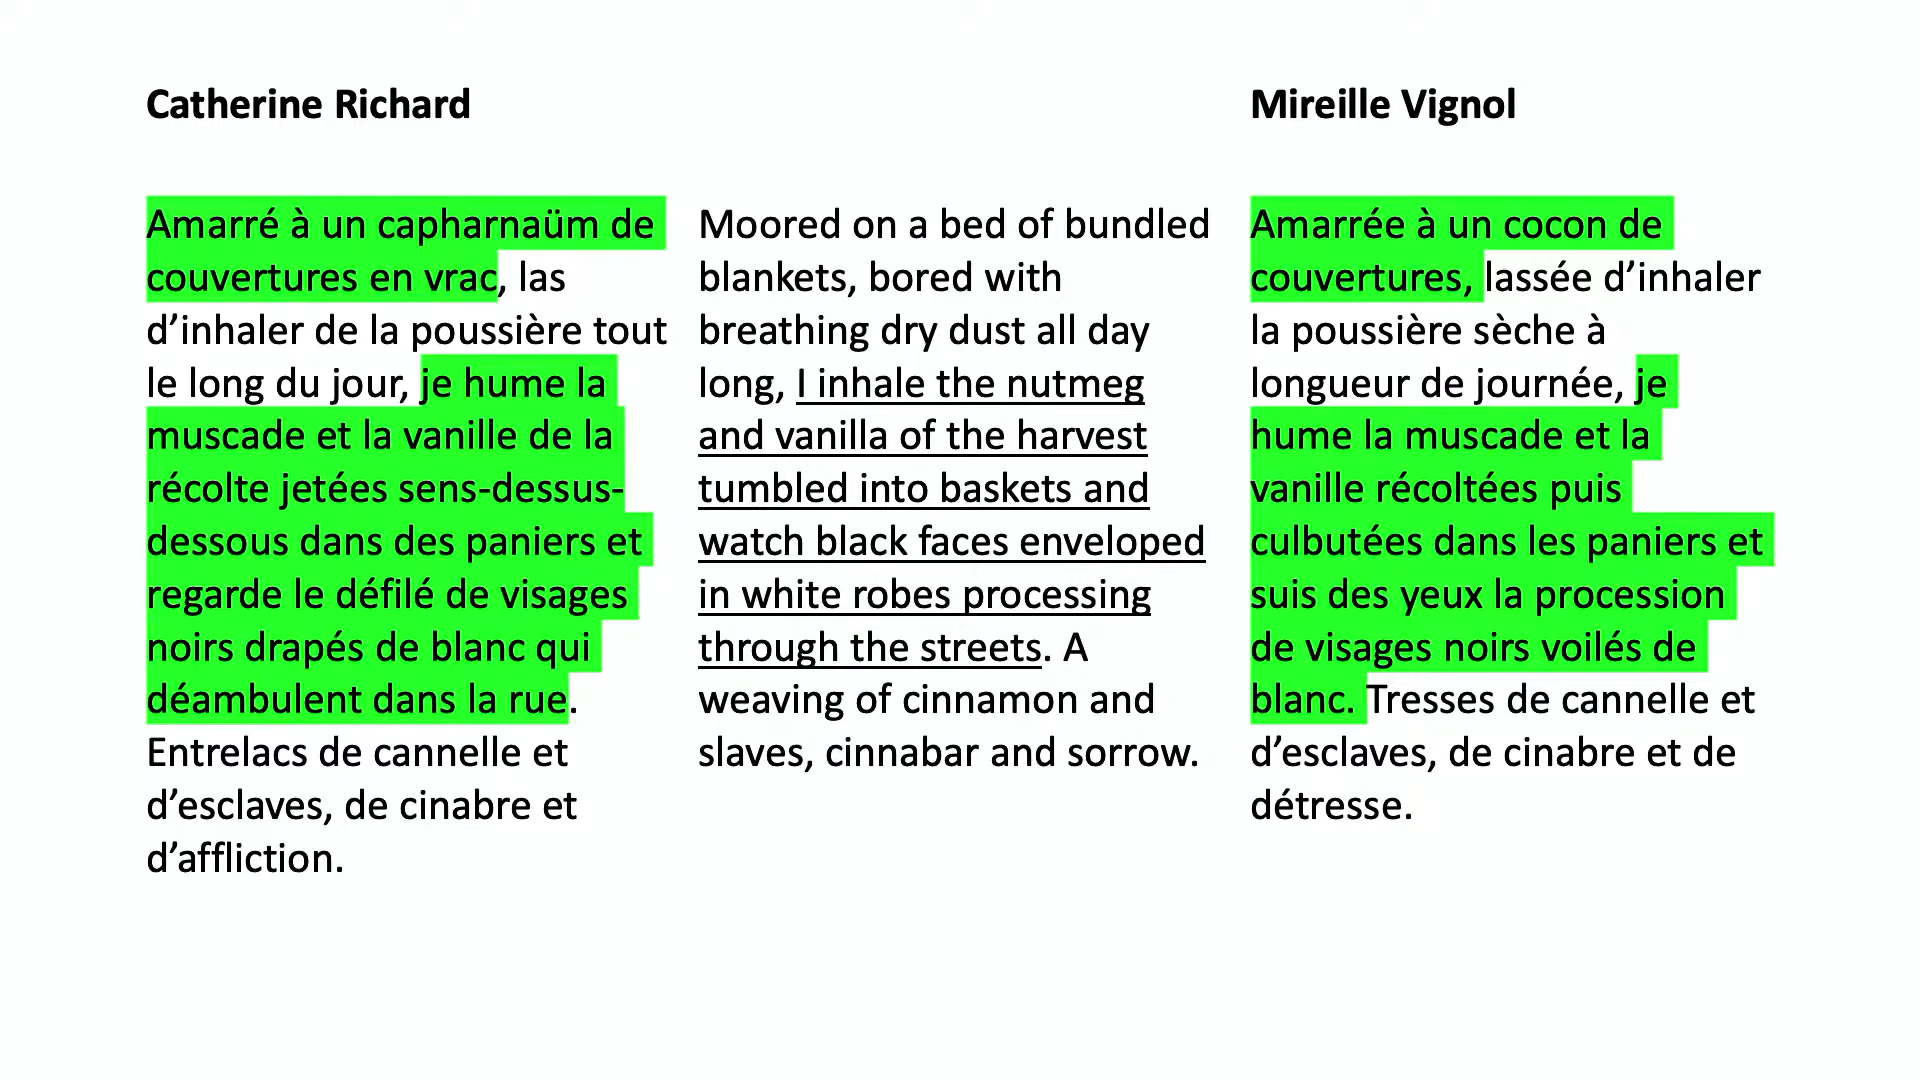 Catherine Richard
Amarré à un capharnaüm de
couvertures en vrac, las
d’inhaler de la poussière tout
le long du jour, je hume la
muscade et la vanille de la
récolte jetées sens-dessus-
dessous dans des paniers et
regarde le défilé de visages
noirs drapés de blanc qui
déambulent dans la rue.
Entrelacs de cannelle et
d’esclaves, de cinabre et
d’affliction.
Moored on a bed of bundled
blankets, bored with
breathing dry dust all day
long, I inhale the nutmeg
and vanilla of the harvest
tumbled into baskets and
watch black faces enveloped
in white robes processing
through the streets. A
weaving of cinnamon and
slaves, cinnabar and sorrow.
Mireille Vignol
Amarrée à un cocon de
couvertures, lassée d’inhaler
la poussière sèche à
longueur de journée, je
hume la muscade et la
vanille récoltées puis
culbutées dans les paniers et
suis des yeux la procession
de visages noirs voilés de
blanc. Tresses de cannelle et
d’esclaves, de cinabre et de
détresse.